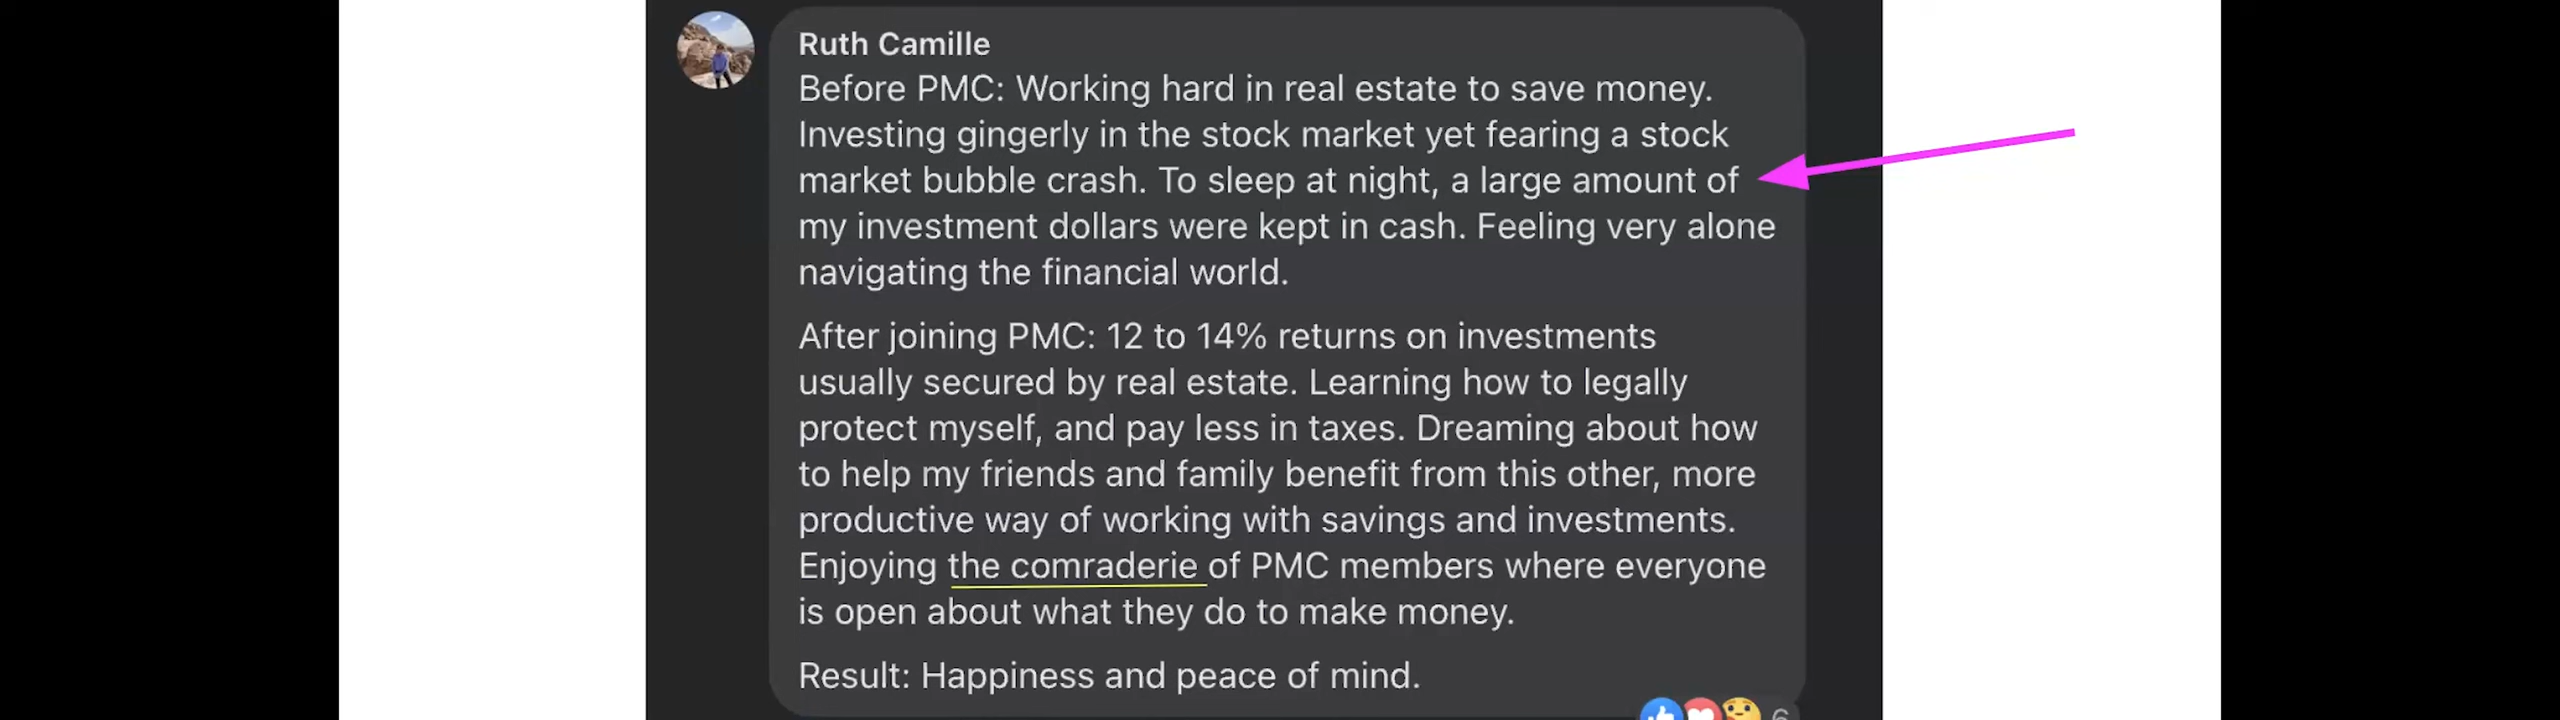 Ruth Camille
Before PMC: Working hard in real estate to save money.
Investing gingerly in the stock market yet fearing a stock
market bubble crash. To sleep at night, a large amount of
my investment dollars were kept in cash. Feeling very alone
navigating the financial world.
After joining PMC: 12 to 14% returns on investments
usually secured by real estate. Learning how to legally
protect myself, and pay less in taxes. Dreaming about how
to help my friends and family benefit from this other, more
productive way of working with savings and investments.
Enjoying the comraderie of PMC members where everyone
is open about what they do to make money.
Result: Happiness and peace of mind.